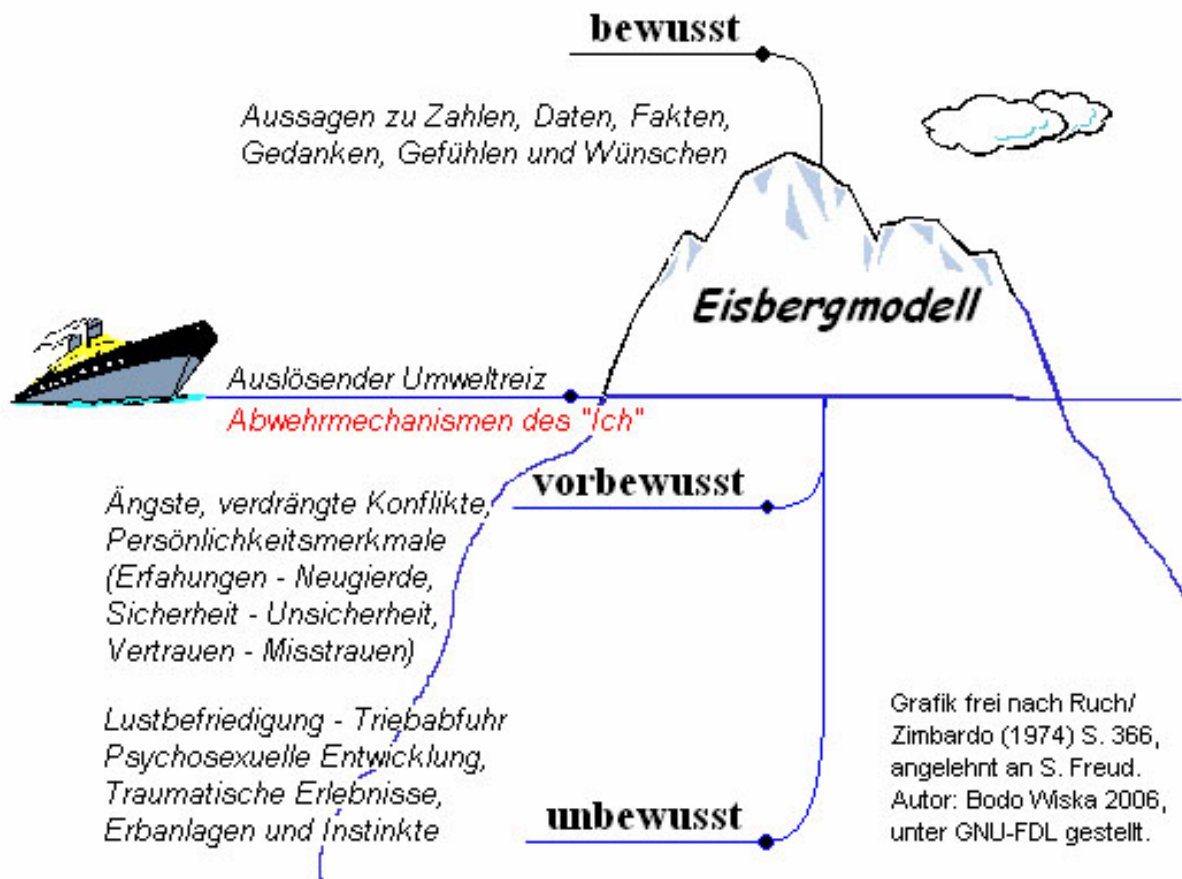 bewusst
Aussagen zu Zahlen, Daten, Fakten,
Gedanken, Gefühlen und Wünschen
Eisbergmodell
Auslösender Umweltreiz
Abwehrmechanismen des "Ich"
vorbewusst
Ängste, verdrängte Konflikte,
Persönlichkeitsmerkmale
(Erfahungen - Neugierde,
Sicherheit - Unsicherheit,
Vertrauen - Misstrauen)
Lustbefriedigung - Triebabfuhr
Psychosexuelle Entwicklung,
Traumatische Erlebnisse,
Erbanlagen und Instinkte
unbewusst
Grafik frei nach Ruch/
Zimbardo (1974) S. 366,
angelehnt an S. Freud.
Autor: Bodo Wiska 2006,
unter GNU-FDL gestellt.